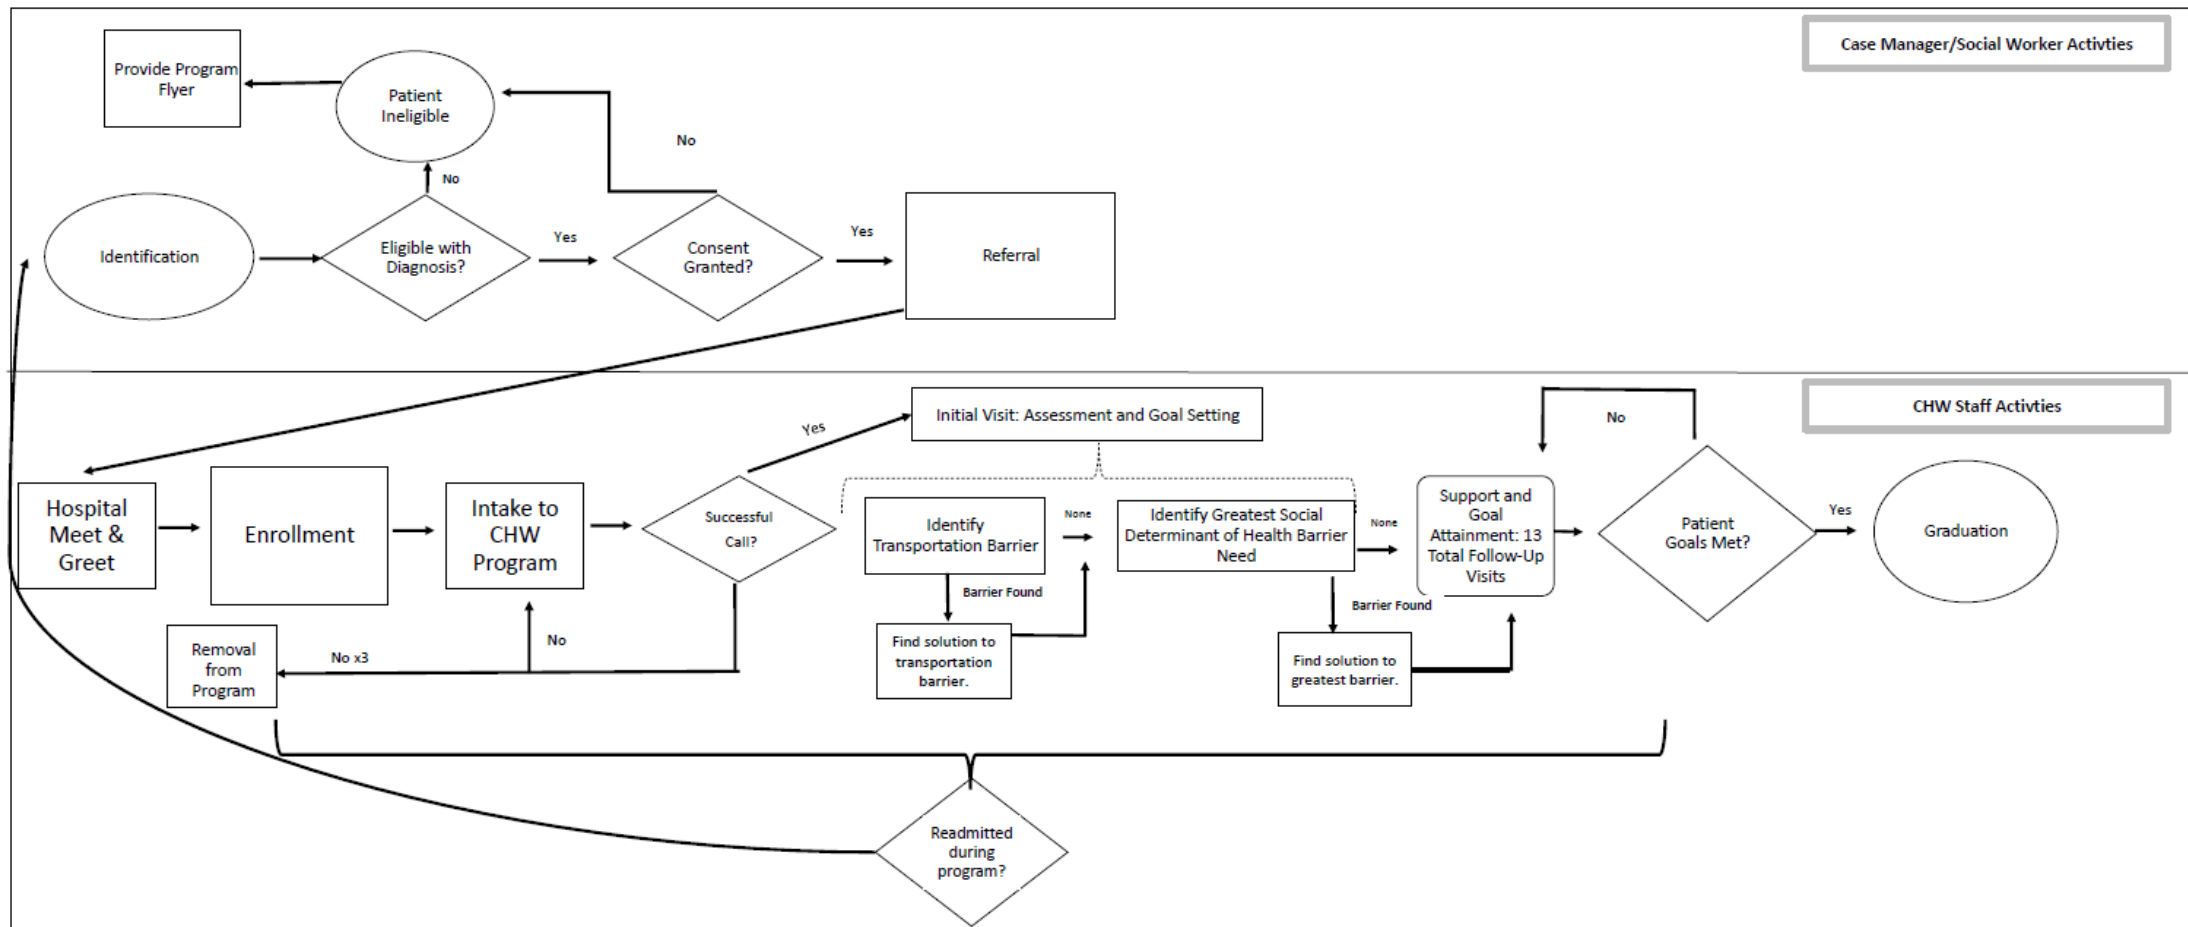 Case Manager/Social Worker Activties
Provide Program
Flyer
Patient
Ineligible
No
No
Identification
Eligible with
Diagnosis?
Yes
Consent
Granted?
Yes
Referral
CHW Staff Activties
Initial Visit: Assessment and Goal Setting
Yes
No
Hospital
Meet &
Greet
Enrollment
Intake to
CHW
Program
Successful
Call?
Identify
Transportation Barrier
None
Identify Greatest Social
Determinant of Health Barrier
Need
None
Support and
Goal
Attainment: 13
Total Follow-Up
Visits
Patient
Goals Met?
Yes
Graduation
Barrier Found
Barrier Found
Removal
from
Program
No x3
No
Find solution to
transportation
barrier.
Find solution to
greatest barrier.
Readmitted
during
program?